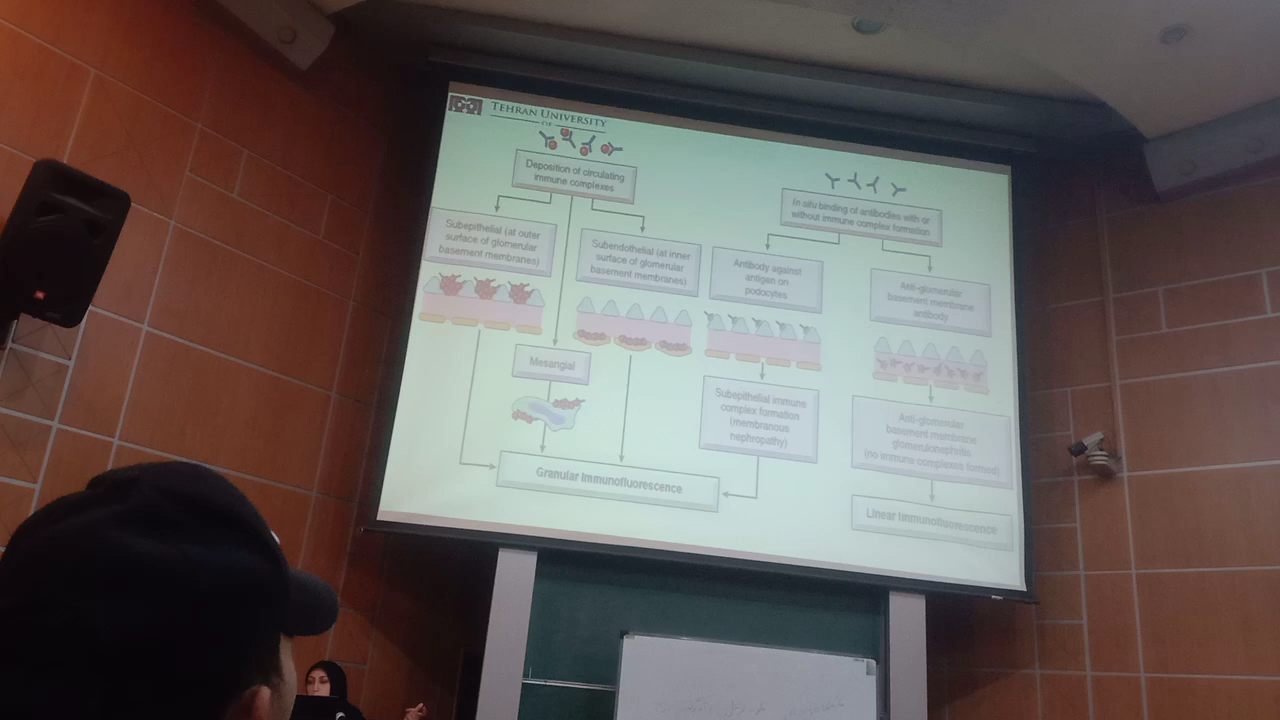 TEHRAN UNIVERSITY
OF
Deposition of circulating
immune complexes
In situ binding of antibodies with or
without immune complex formation
Subepithelial (at outer
surface of glomerular
basement membranes)
Subendothelial (at inner
surface of glomerular
basement membranes)
Antibody against
antigen on
podocytes
Anti-glomerular
basement membrane
antibody
Mesangial
Subepithelial immune
complex formation
(membranous
nephropathy)
Anti-glomerular
basement membrane
glomerulonephritis
(no immune complexes formed)
Granular Immunofluorescence
Linear Immunofluorescence